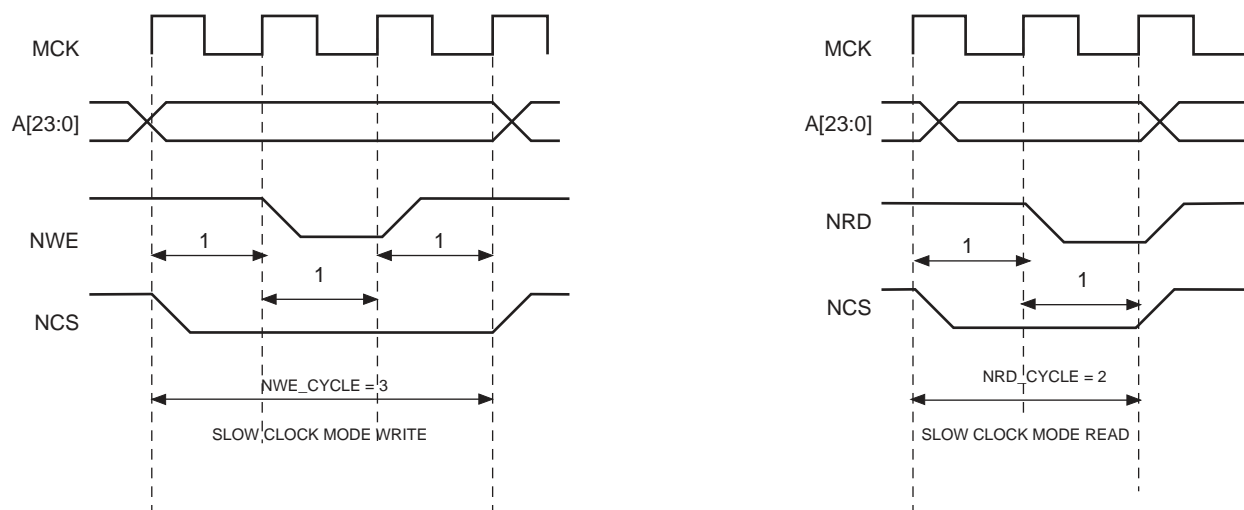 MCK
A[23:0]
NWE
1
1
1
NCS
NWE_CYCLE = 3
SLOW CLOCK MODE WRITE
MCK
A[23:0]
NRD
1
1
NCS
NRD_CYCLE = 2
SLOW CLOCK MODE READ